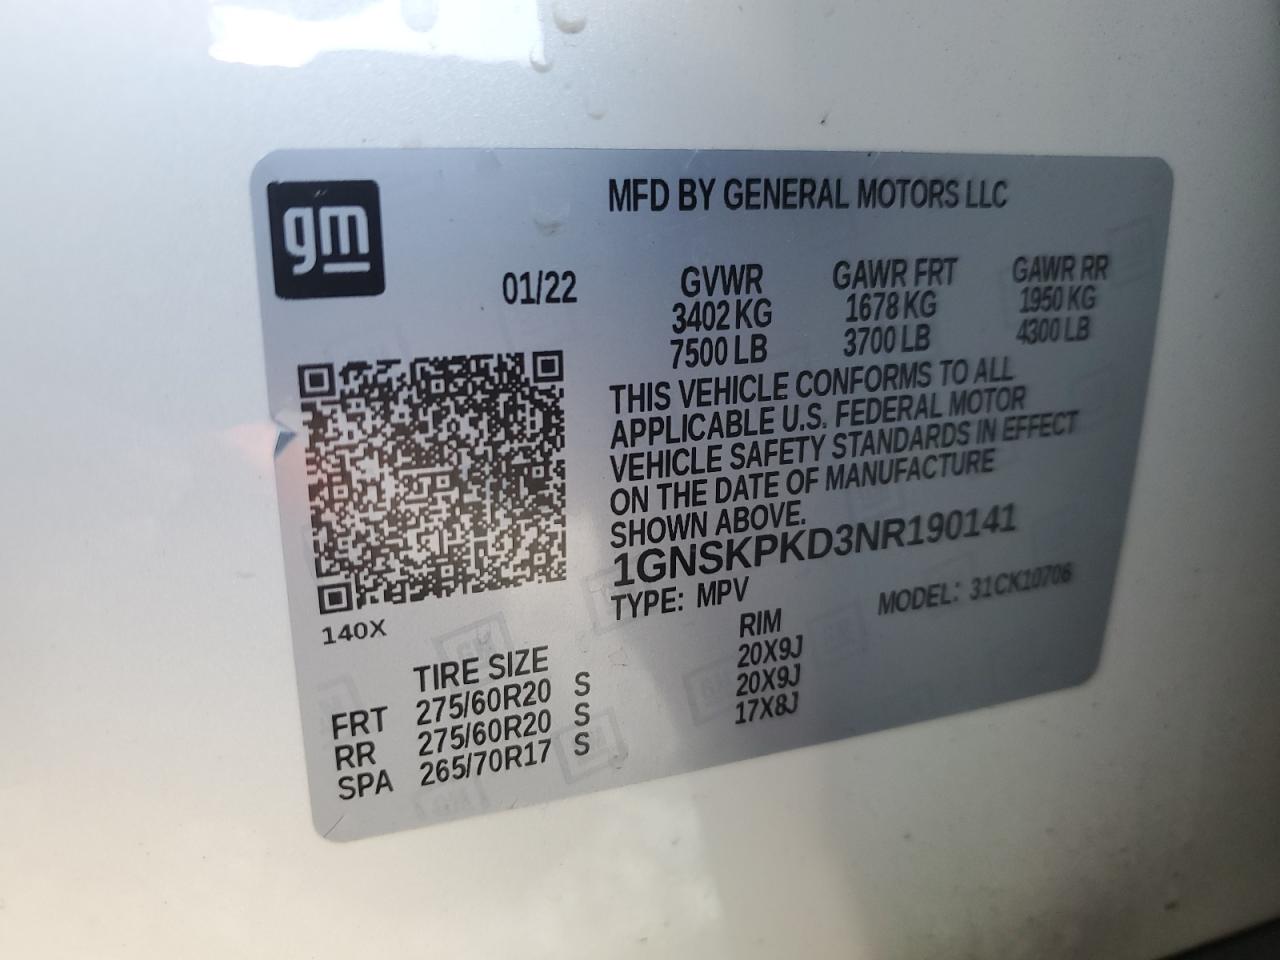 gm
MFD BY GENERAL MOTORS LLC
01/22
GVWR GAWR FRT GAWR RR
3402 KG 1678 KG 1950 KG
7500 LB 3700 LB 4300 LB
THIS VEHICLE CONFORMS TO ALL
APPLICABLE U.S. FEDERAL MOTOR
VEHICLE SAFETY STANDARDS IN EFFECT
ON THE DATE OF MANUFACTURE
SHOWN ABOVE.
1GNSKPKD3NR190141
TYPE: MPV MODEL: 31CK10706
140X
TIRE SIZE RIM
FRT 275/60R20 S 20X9J
RR 275/60R20 S 20X9J
SPA 265/70R17 S 17X8J